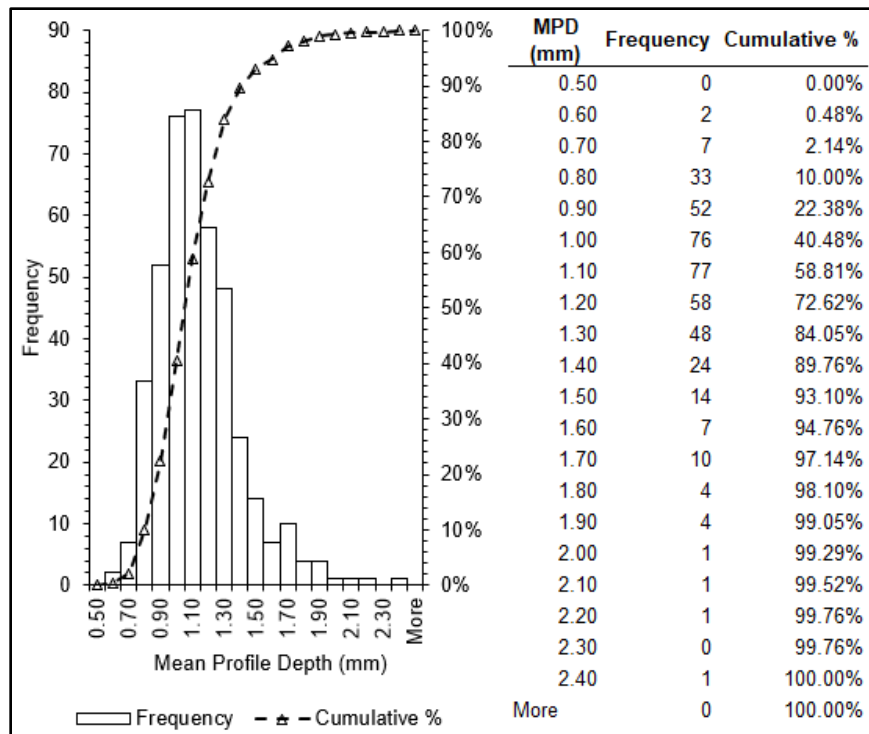 90
80
70
60
50
40
30
20
10
0
Frequency
100%
90%
80%
70%
60%
50%
40%
30%
20%
10%
0%
0.50
0.70
0.90
1.10
1.30
1.50
1.70
1.90
2.10
2.30
More
Mean Profile Depth (mm)
Frequency
Cumulative %
MPD (mm) Frequency Cumulative %
0.50 0 0.00%
0.60 2 0.48%
0.70 7 2.14%
0.80 33 10.00%
0.90 52 22.38%
1.00 76 40.48%
1.10 77 58.81%
1.20 58 72.62%
1.30 48 84.05%
1.40 24 89.76%
1.50 14 93.10%
1.60 7 94.76%
1.70 10 97.14%
1.80 4 98.10%
1.90 4 99.05%
2.00 1 99.29%
2.10 1 99.52%
2.20 1 99.76%
2.30 0 99.76%
2.40 1 100.00%
More 0 100.00%